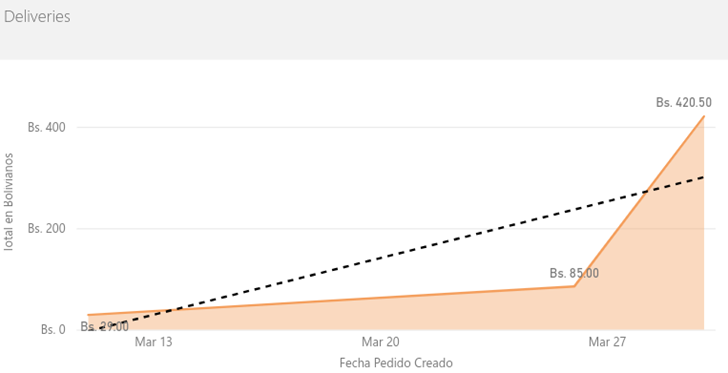 Deliveries
Bs. 420.50
Bs. 400
Total en Bolivianos
Bs. 200
Bs. 85.00
Bs. 29.00
Bs. 0
Mar 13
Mar 20
Mar 27
Fecha Pedido Creado